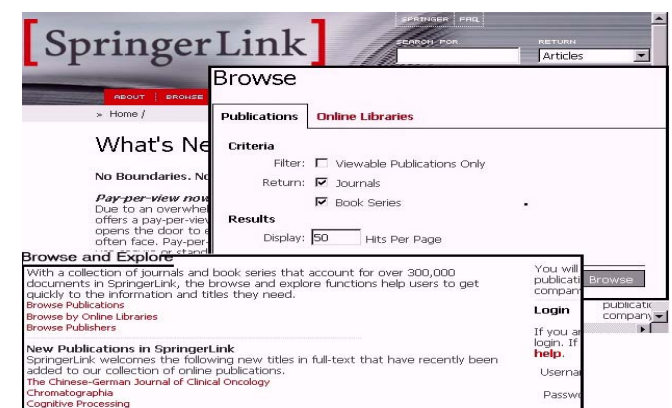 SPRINGER FAQ
[SpringerLink]
SEARCH FOR
RETURN
Articles
ABOUT BROWSE
» Home /
What's Ne
No Boundaries. No
Pay-per-view now
Due to an overwhel
offers a pay-per-view
opens the door to e
often face. Pay-per-
Browse
Publications Online Libraries
Criteria
Filter: Viewable Publications Only
Return: Journals
Book Series
Results
Display: 50 Hits Per Page
Browse
publicatio
company
Browse and Explore
With a collection of journals and book series that account for over 300,000
documents in SpringerLink, the browse and explore functions help users to get
quickly to the information and titles they need.
Browse Publications
Browse by Online Libraries
Browse Publishers
New Publications in SpringerLink
SpringerLink welcomes the following new titles in full-text that have recently been
added to our collection of online publications.
The Chinese-German Journal of Clinical Oncology
Chromatographia
Cognitive Processing
You will
publicati
compan
Login
If you ar
login. If
help.
Userna
Passwo